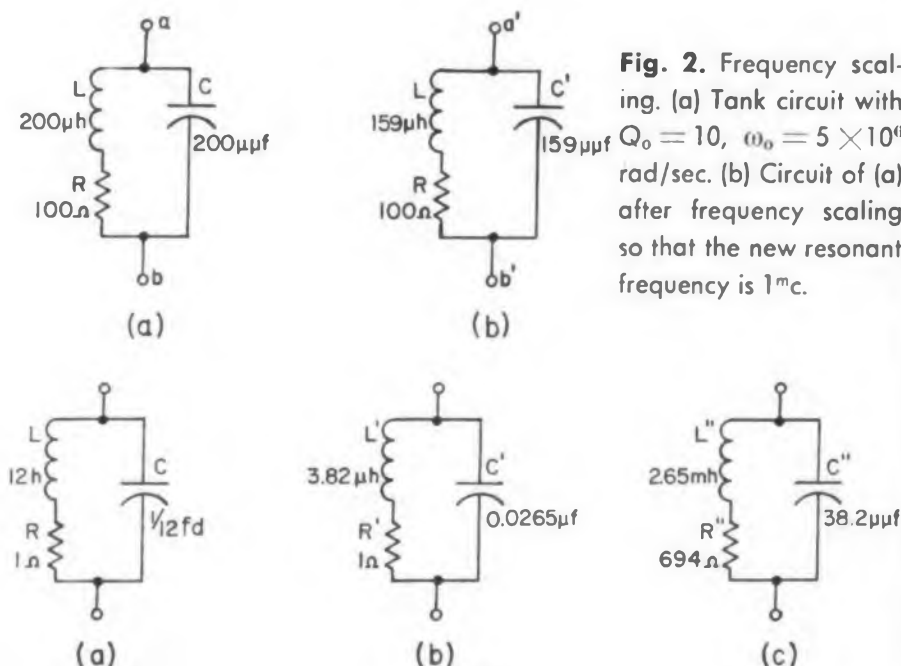 a
L
200μh
C
200μμf
R
100Ω
b
(a)
a'
L
159μh
C'
159μμf
R
100Ω
b'
(b)
Fig. 2. Frequency scal-
ing. (a) Tank circuit with
Q₀ = 10, ω₀ = 5 × 10⁶
rad/sec. (b) Circuit of (a)
after frequency scaling
so that the new resonant
frequency is 1ᵐc.
L
12h
C
1/12fd
R
1Ω
(a)
L'
3.82μh
C'
0.0265μf
R'
1Ω
(b)
L"
2.65mh
C"
38.2μμf
R"
694Ω
(c)